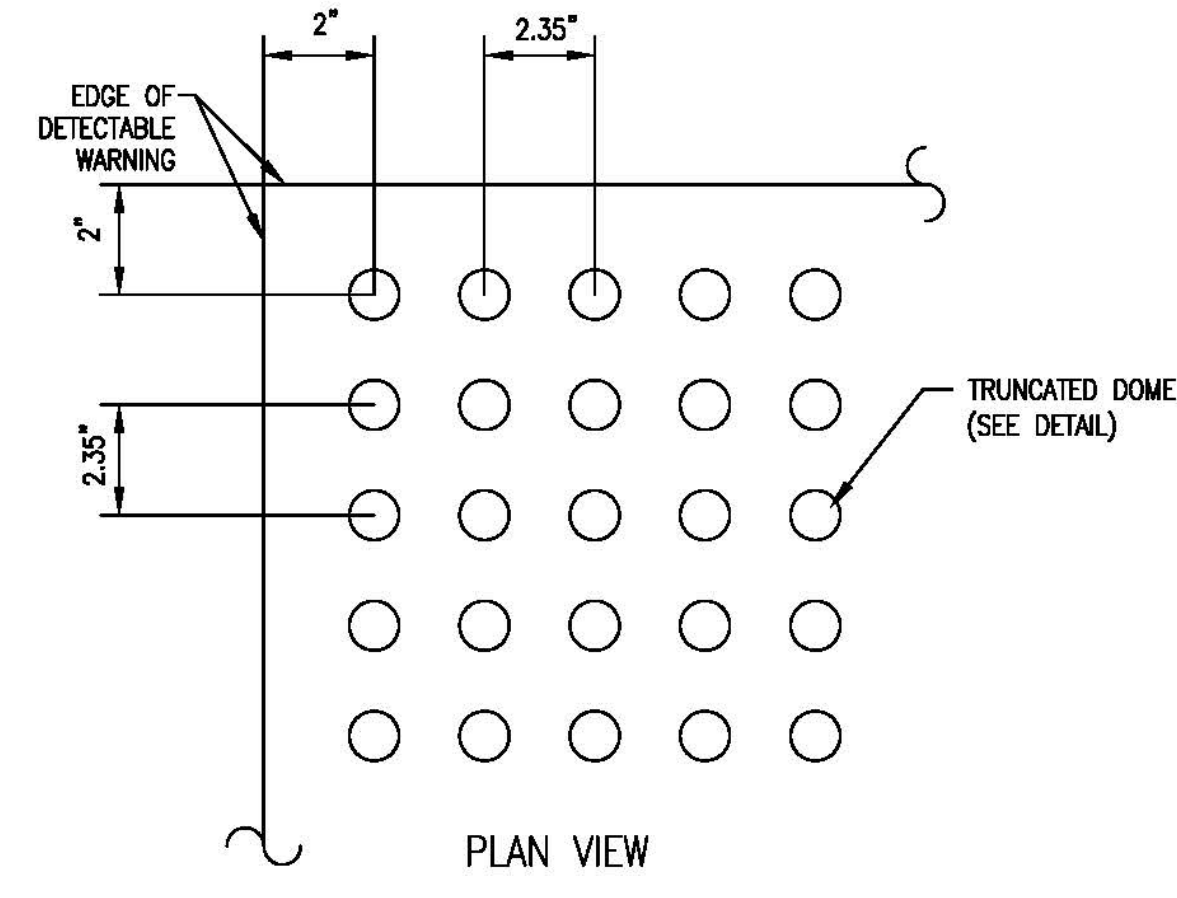 2"
2.35"
EDGE OF
DETECTABLE
WARNING
2"
TRUNCATED DOME
(SEE DETAIL)
2.35"
PLAN VIEW